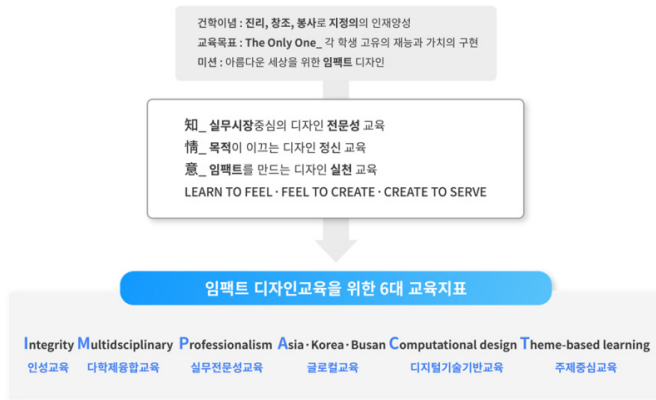 건학이념 : 진리, 창조, 봉사로 지정의의 인재양성
교육목표 : The Only One_ 각 학생 고유의 재능과 가치의 구현
미션 : 아름다운 세상을 위한 임팩트 디자인
知_ 실무시장중심의 디자인 전문성 교육
情_ 목적이 이끄는 디자인 정신 교육
意_ 임팩트를 만드는 디자인 실천 교육
LEARN TO FEEL · FEEL TO CREATE · CREATE TO SERVE
임팩트 디자인교육을 위한 6대 교육지표
Integrity Multidsciplinary Professionalism Asia·Korea·Busan Computational design Theme-based learning
인성교육 다학제융합교육 실무전문성교육 글로컬교육 디지털기술기반교육 주제중심교육